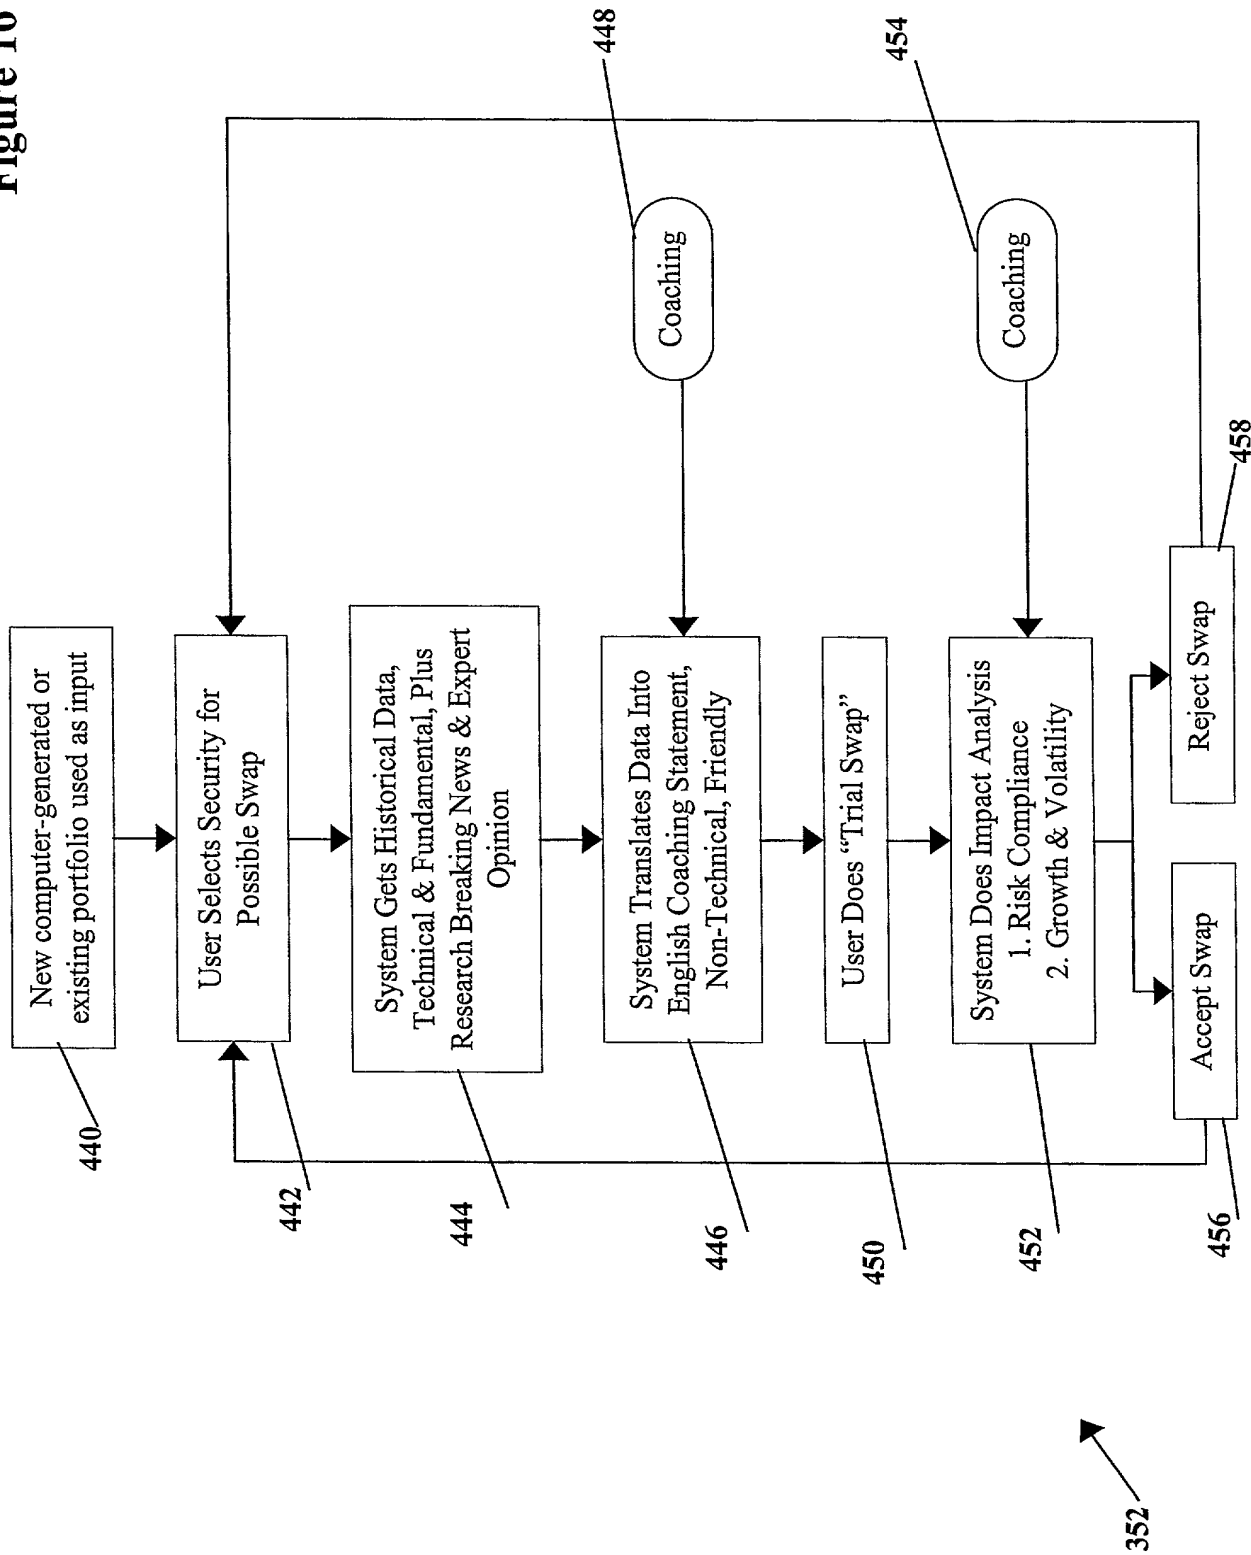 Figure 16
New computer-generated or
existing portfolio used as input
440
User Selects Security for
Possible Swap
442
System Gets Historical Data,
Technical & Fundamental, Plus
Research Breaking News & Expert
Opinion
444
System Translates Data Into
English Coaching Statement,
Non-Technical, Friendly
446
Coaching
448
User Does “Trial Swap”
450
System Does Impact Analysis
1. Risk Compliance
2. Growth & Volatility
452
Coaching
454
Accept Swap
456
Reject Swap
458
352